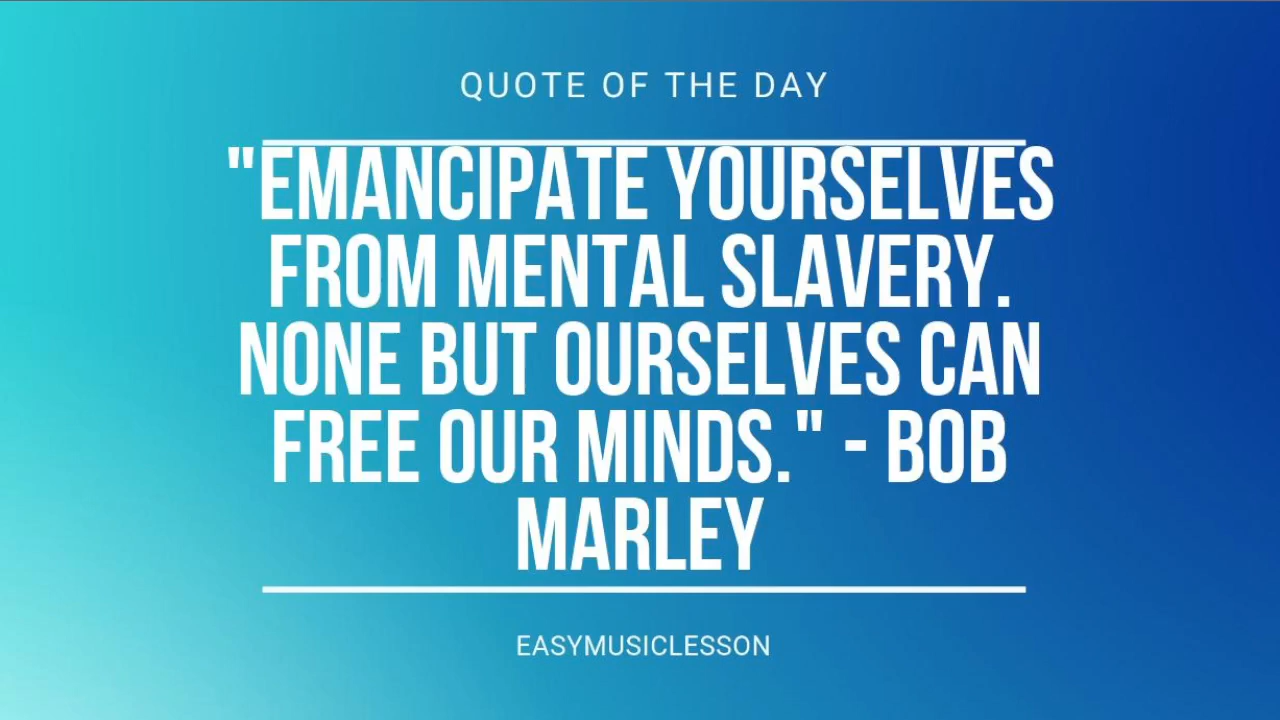 QUOTE OF THE DAY
"EMANCIPATE YOURSELVES
FROM MENTAL SLAVERY.
NONE BUT OURSELVES CAN
FREE OUR MINDS." - BOB
MARLEY
EASYMUSICLESSON